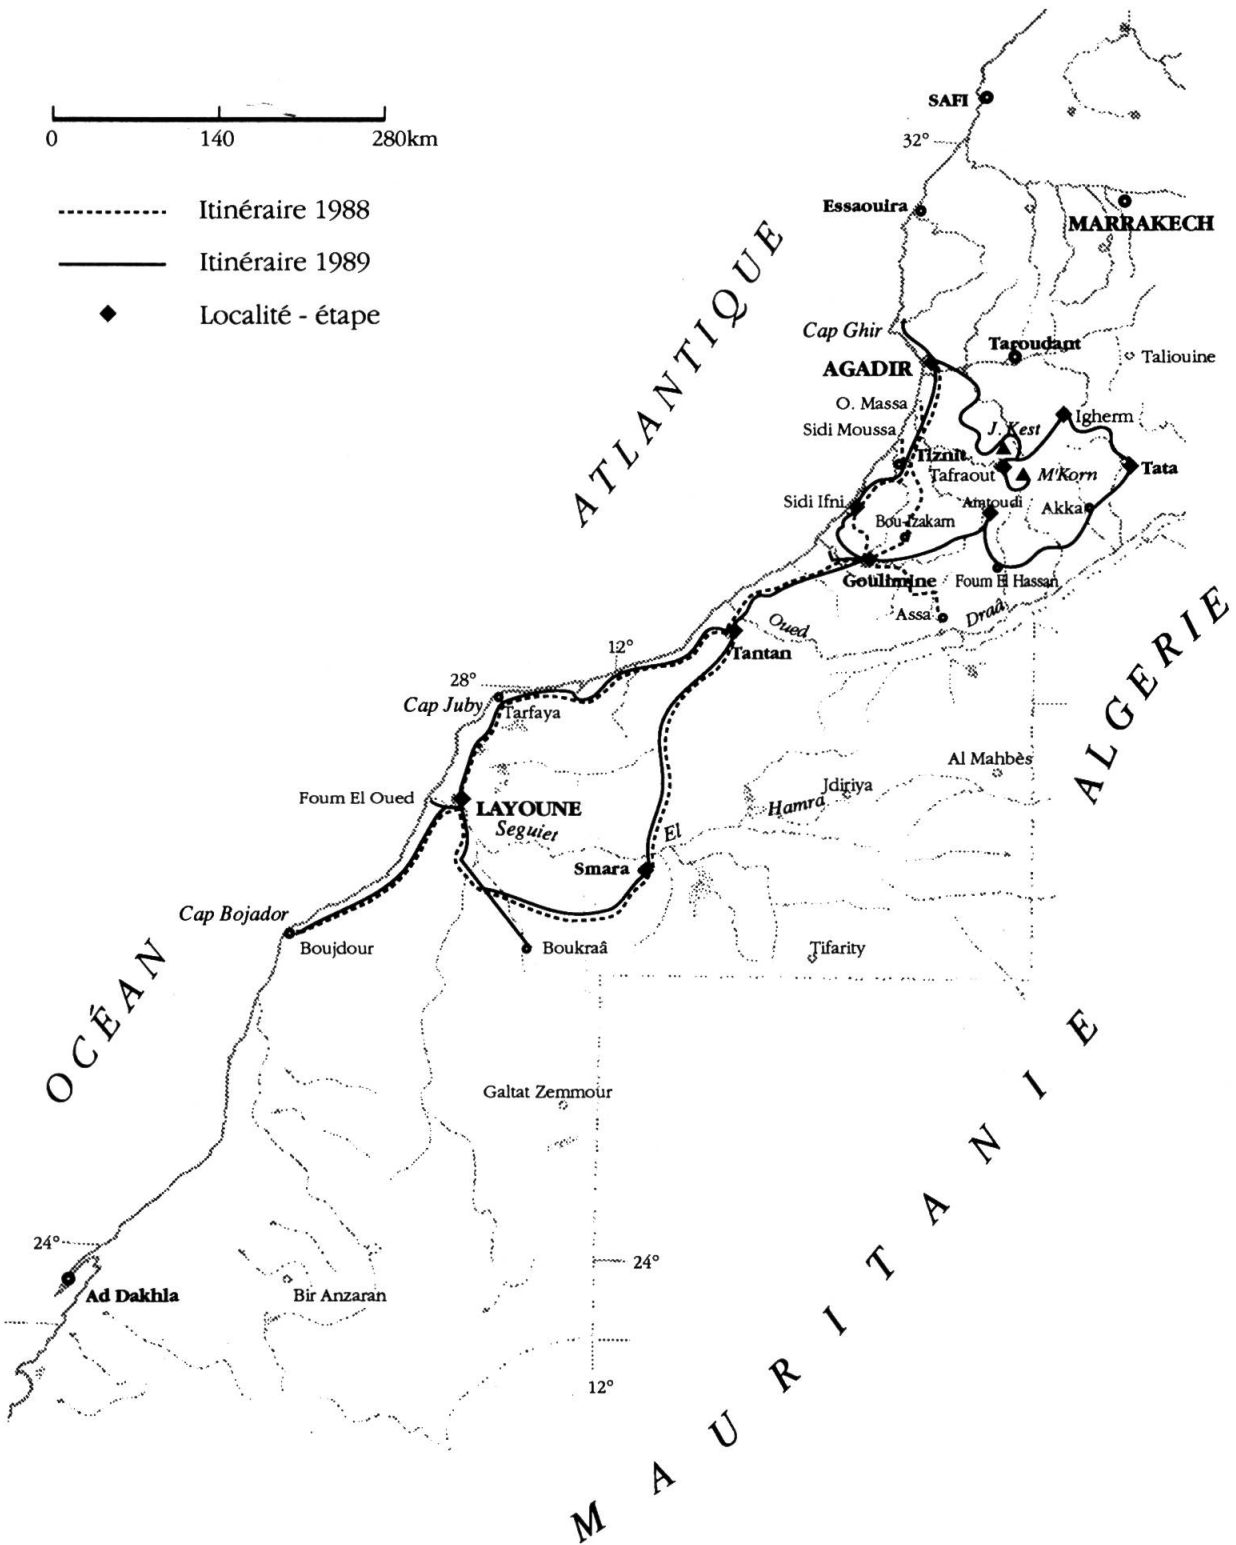 0 140 280km
Itinéraire 1988
Itinéraire 1989
Localité - étape
SAFI
32°
Essaouira
MARRAKECH
ATLANTIQUE
Cap Ghir
Taroudant
Taliouine
AGADIR
O. Massa
Igherm
Sidi Moussa
J. Kest
Tiznit
Tafraout
M'Korn
Tata
Sidi Ifni
Amtoudi
Akka
Bou-Izakarn
Goulimine
Foum El Hassan
Assa
Draâ
Oued
Tantan
ALGERIE
12°
28°
Cap Juby
Tarfaya
Al Mahbès
Jdiriya
Foum El Oued
LAYOUNE
Hamra
Seguiet
El
Smara
Cap Bojador
Boujdour
Boukraâ
Tifarity
OCÉAN
Galtat Zemmour
24°
24°
Ad Dakhla
Bir Anzaran
12°
MAURITANIE